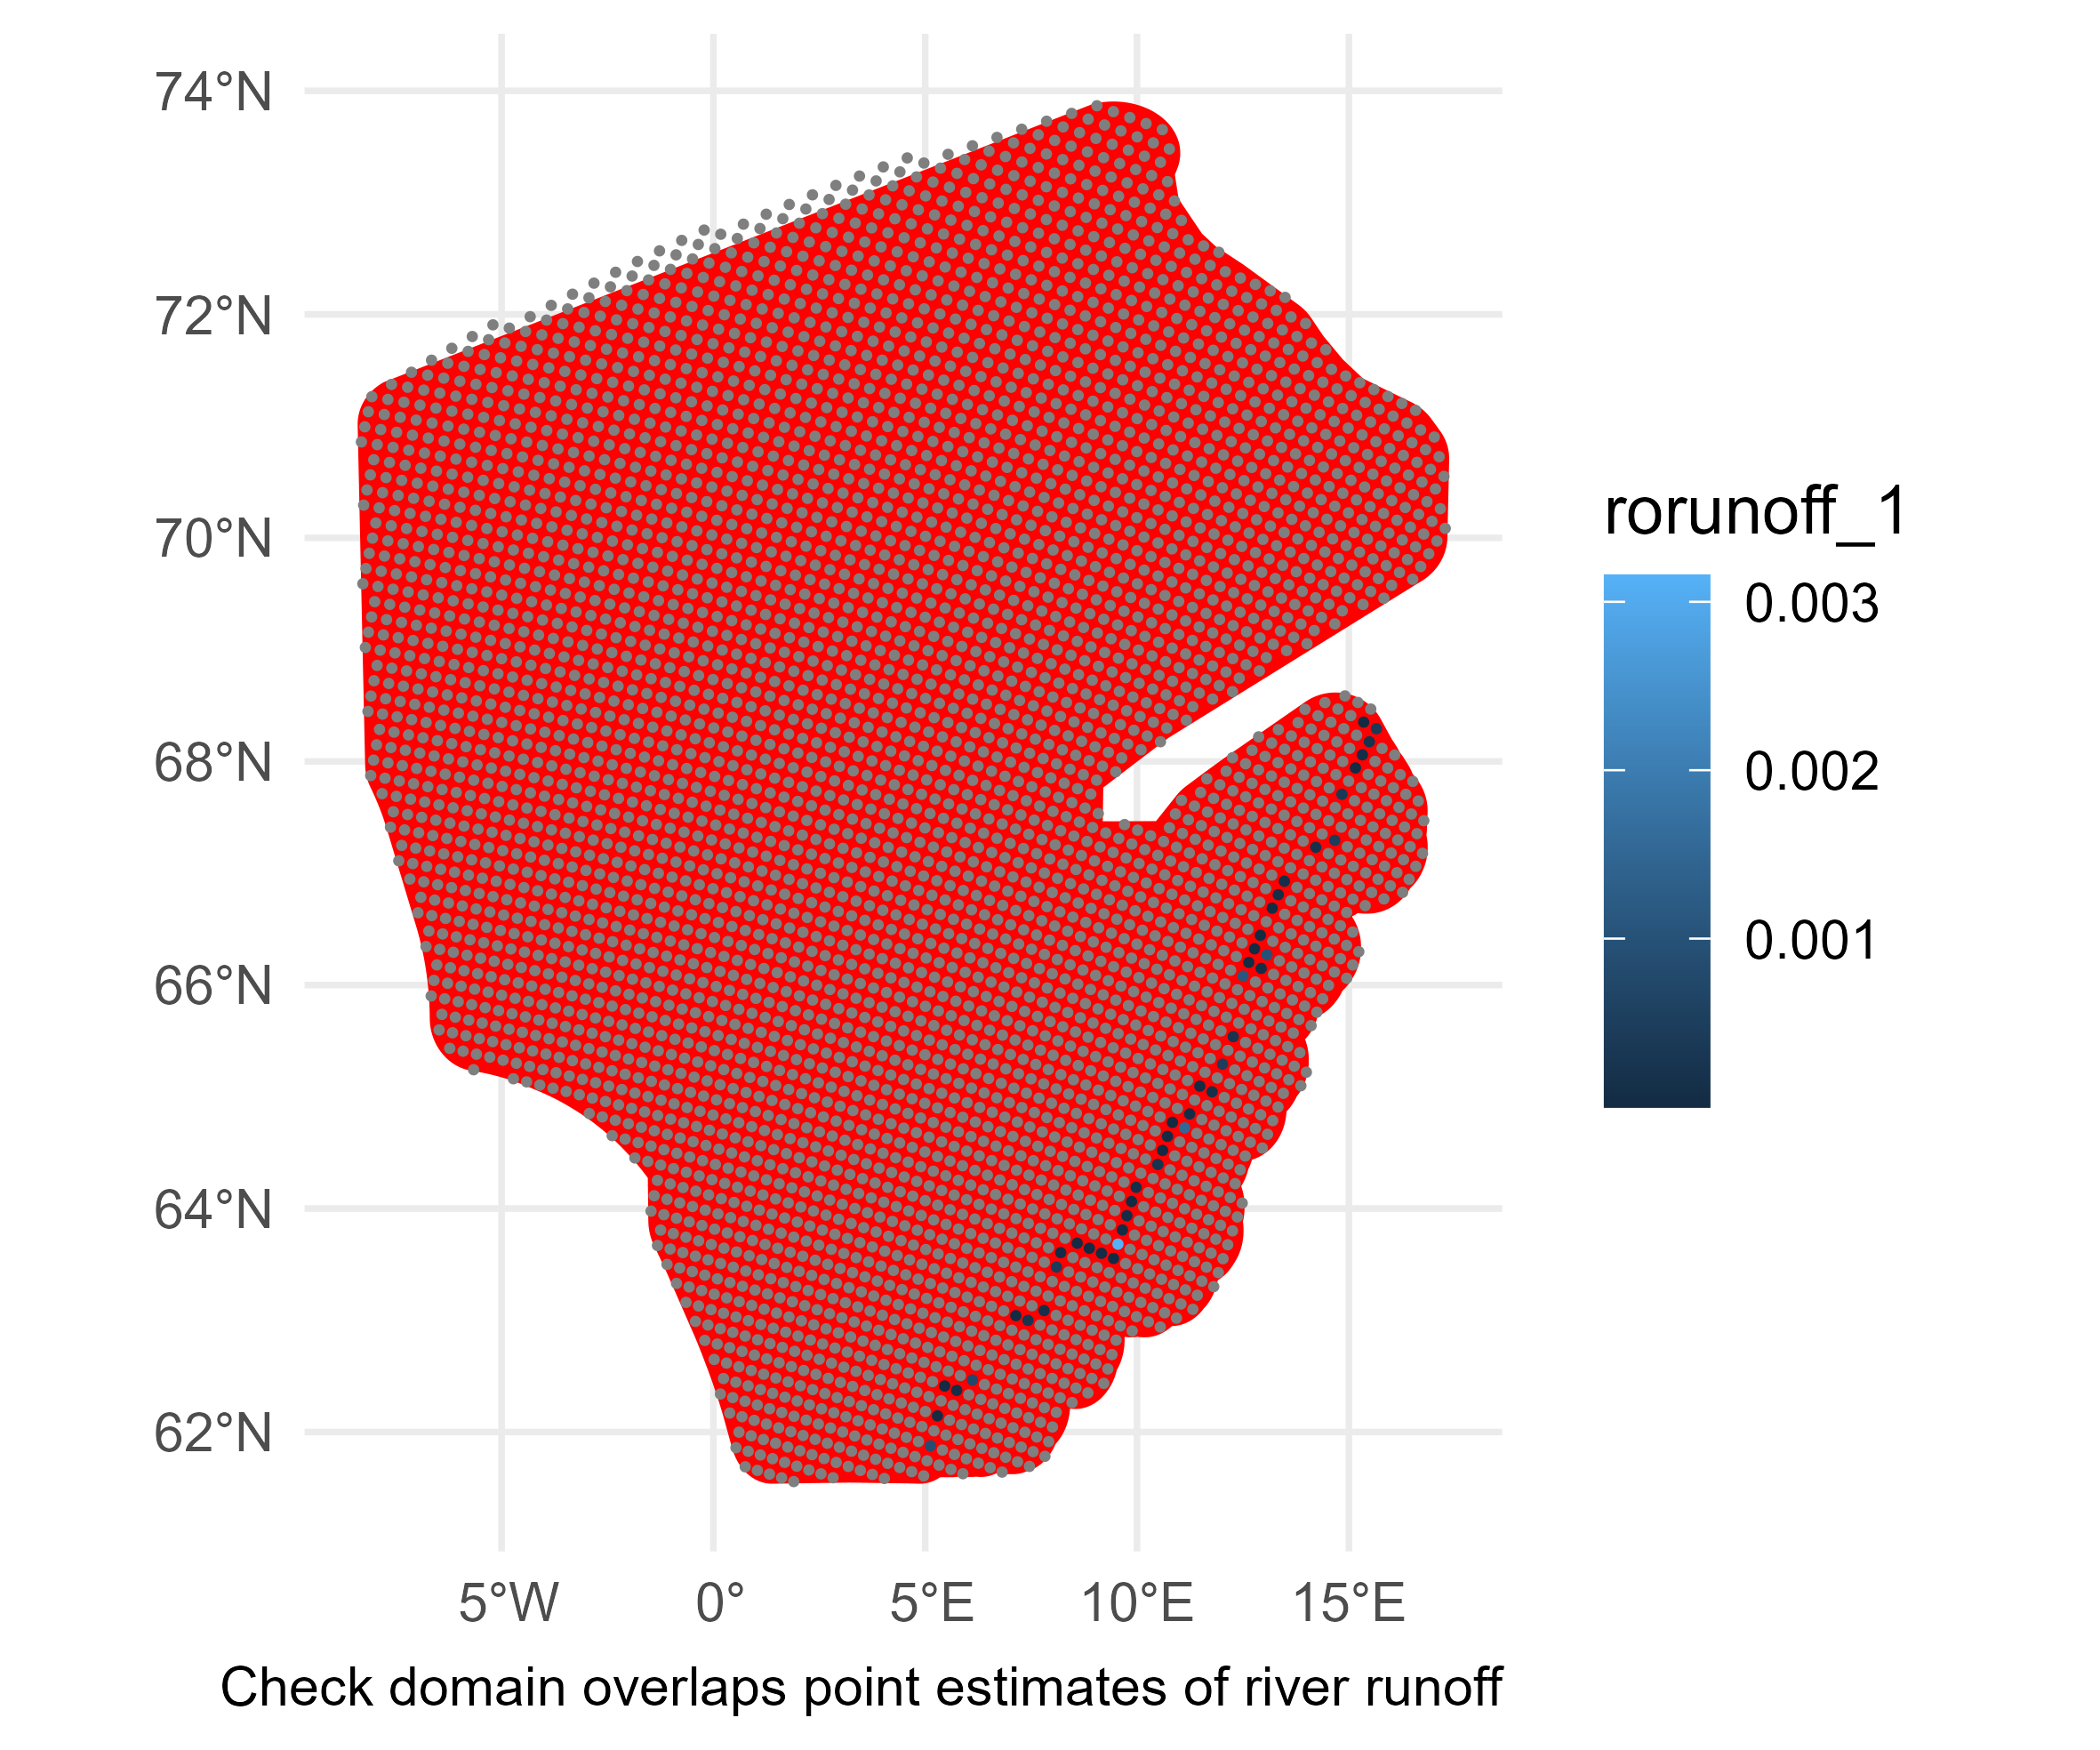 74°N
72°N
70°N
68°N
66°N
64°N
62°N
5°W 0° 5°E 10°E 15°E
Check domain overlaps point estimates of river runoff
rorunoff_1
0.003
0.002
0.001